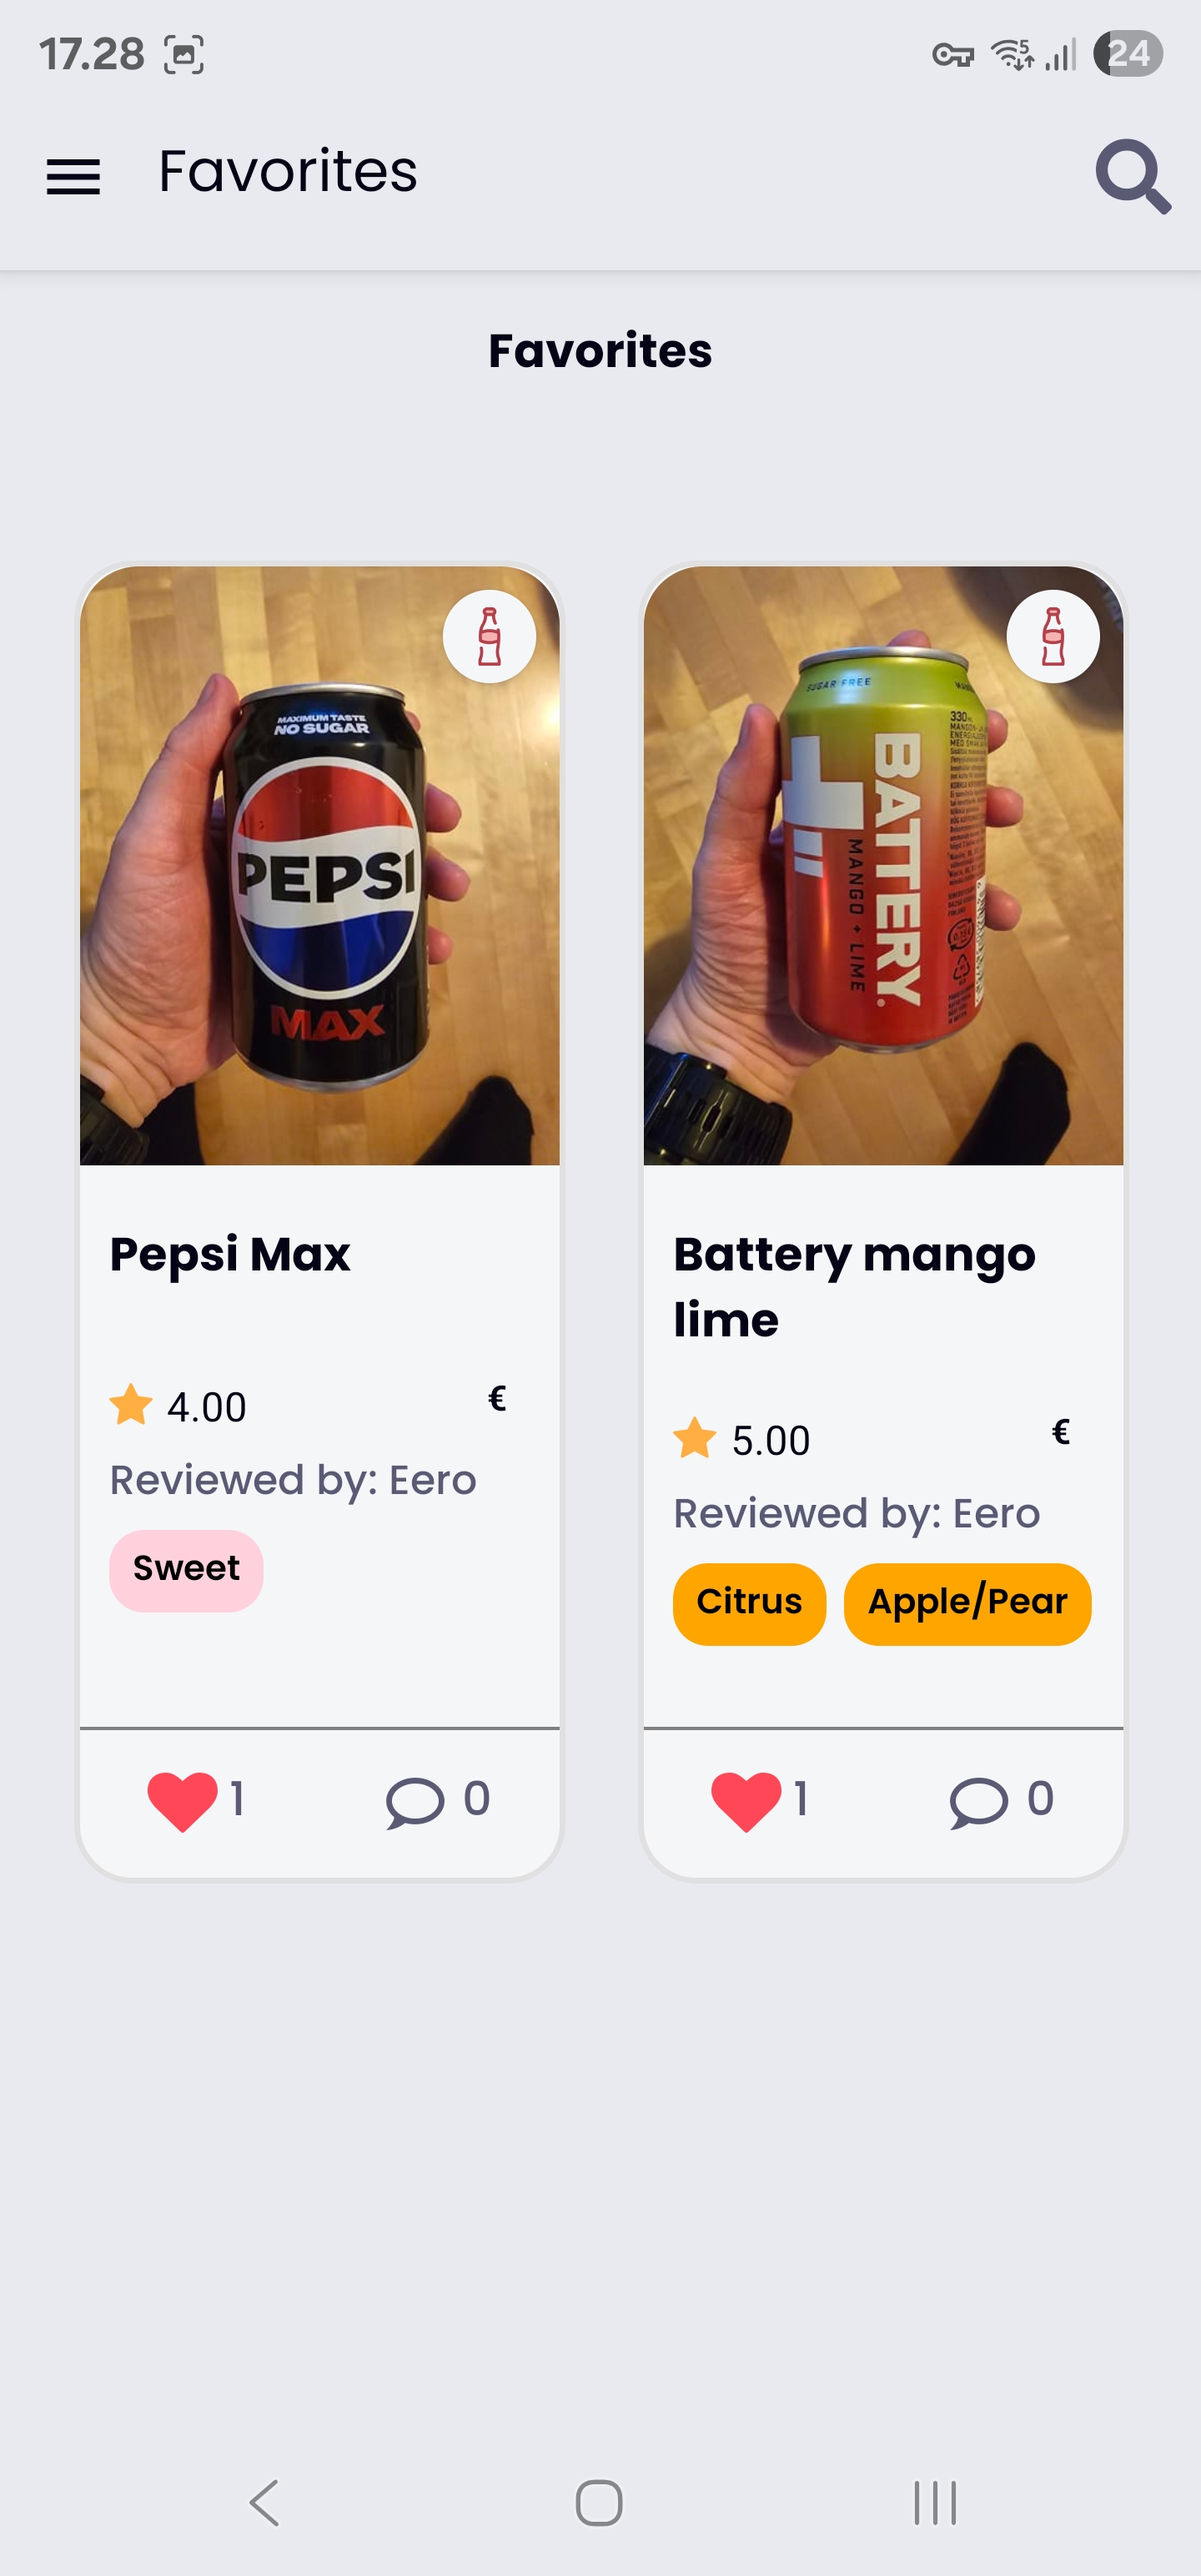 17.28
5
24
Favorites
Favorites
MAXIMUM TASTE
NO SUGAR
PEPSI
MAX
SUGAR FREE
330
BATTERY
MANGO + LIME
Pepsi Max
4.00 €
Reviewed by: Eero
Sweet
1 0
Battery mango
lime
5.00 €
Reviewed by: Eero
Citrus Apple/Pear
1 0